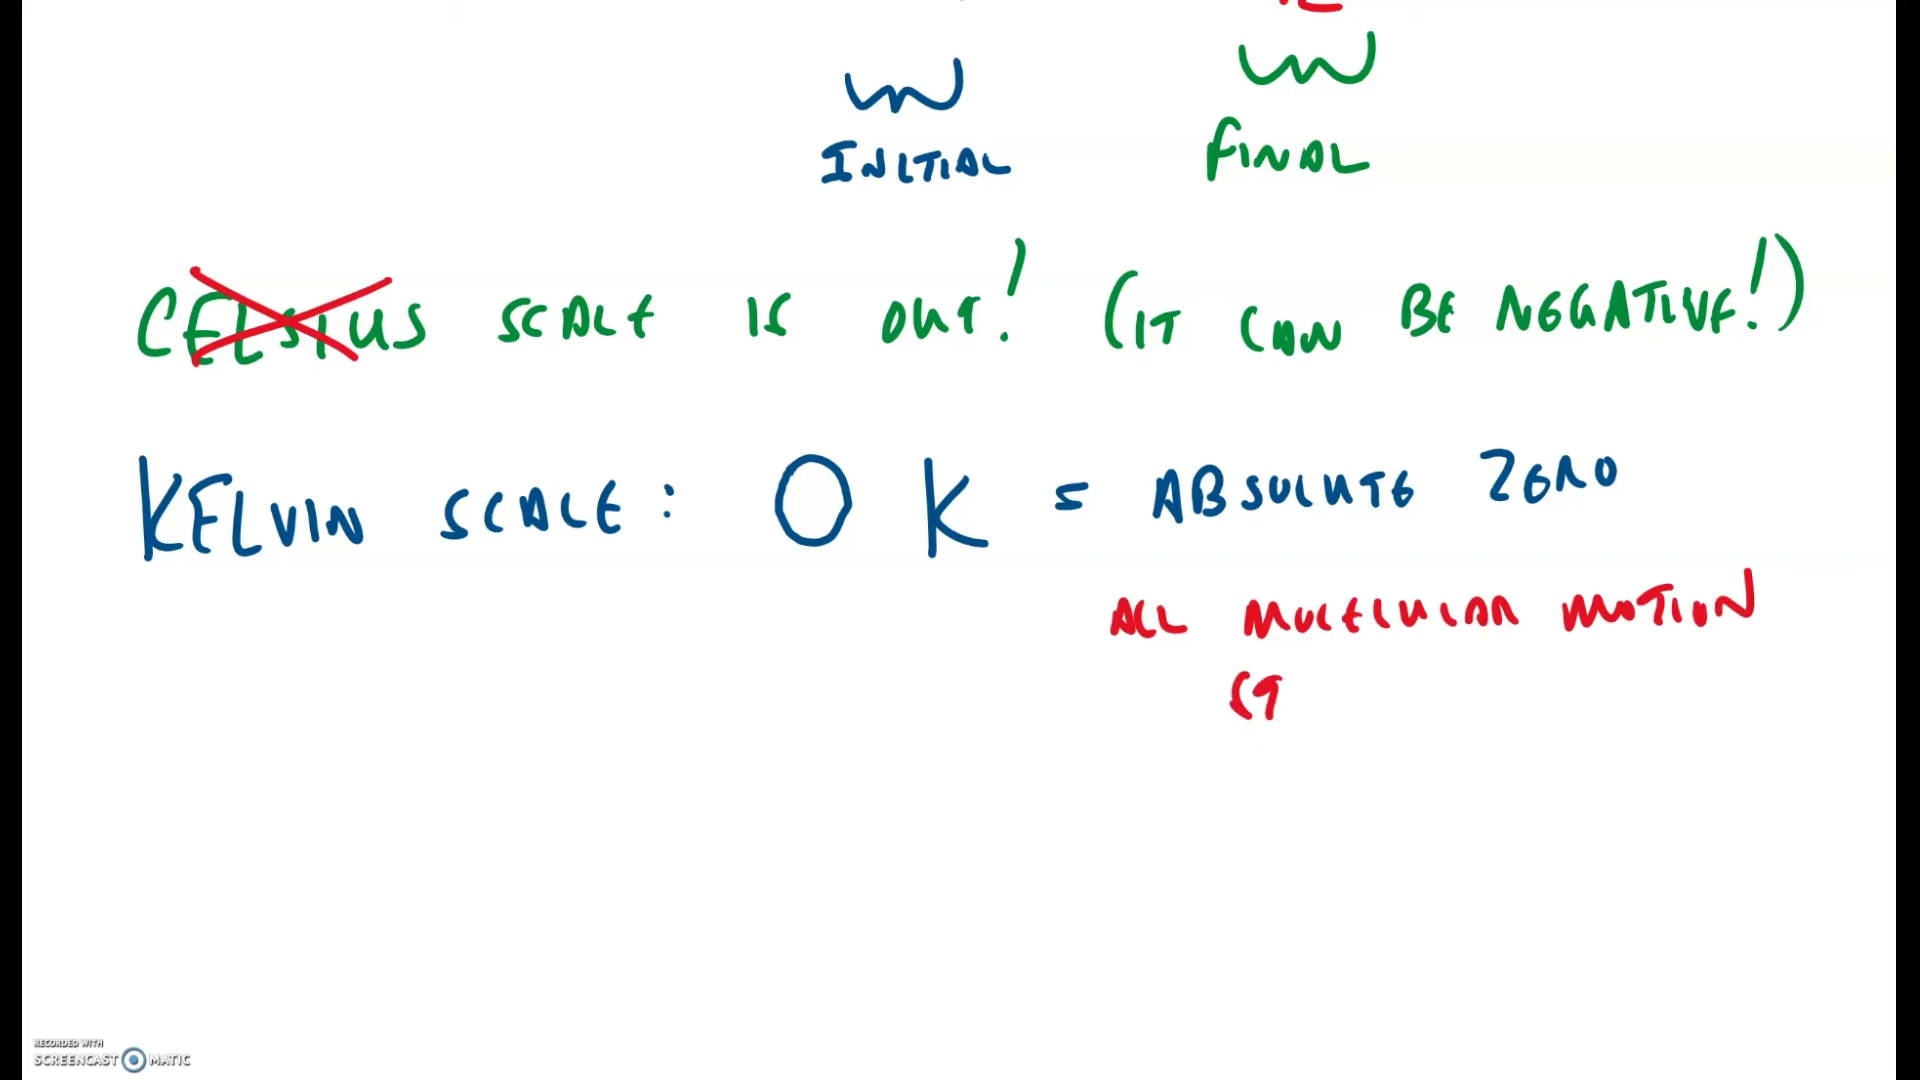 INITIAL FINAL
CELSIUS SCALE IS OUT! (IT CAN BE NEGATIVE!)
KELVIN SCALE: O K = ABSOLUTE ZERO
ALL MOLECULAR MOTION
ST
RECORDED WITH
SCREENCAST MATIC